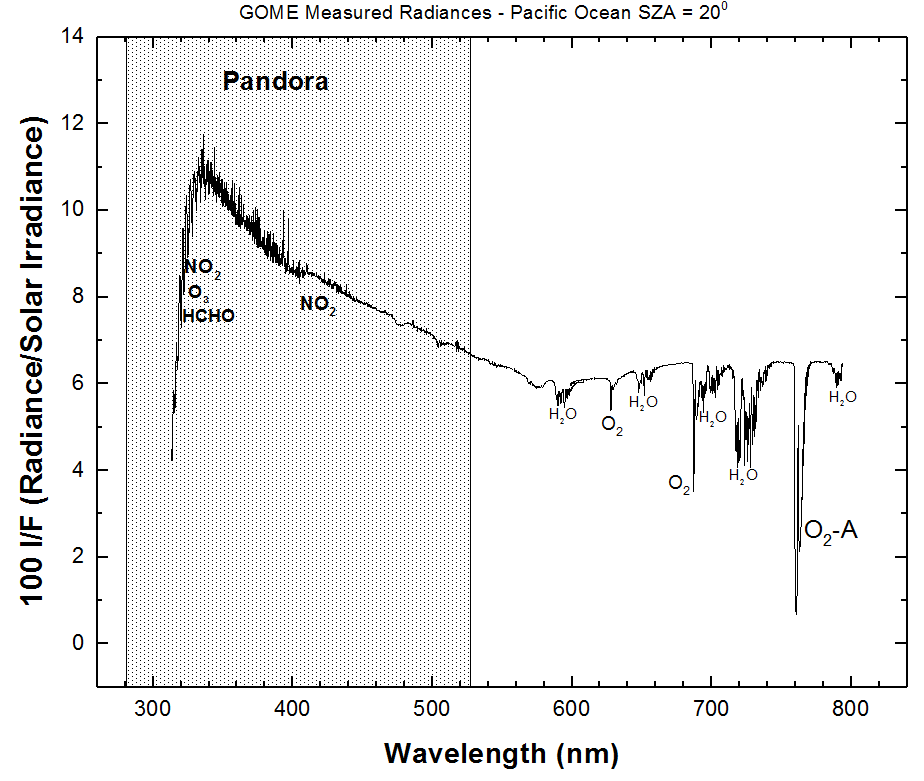 GOME Measured Radiances - Pacific Ocean SZA = 20⁰
14
12
10
8
6
4
2
0
100 I/F (Radiance/Solar Irradiance)
Pandora
NO₂
O₃
HCHO
NO₂
H₂O
O₂
H₂O
O₂
H₂O
H₂O
O₂-A
H₂O
300 400 500 600 700 800
Wavelength (nm)